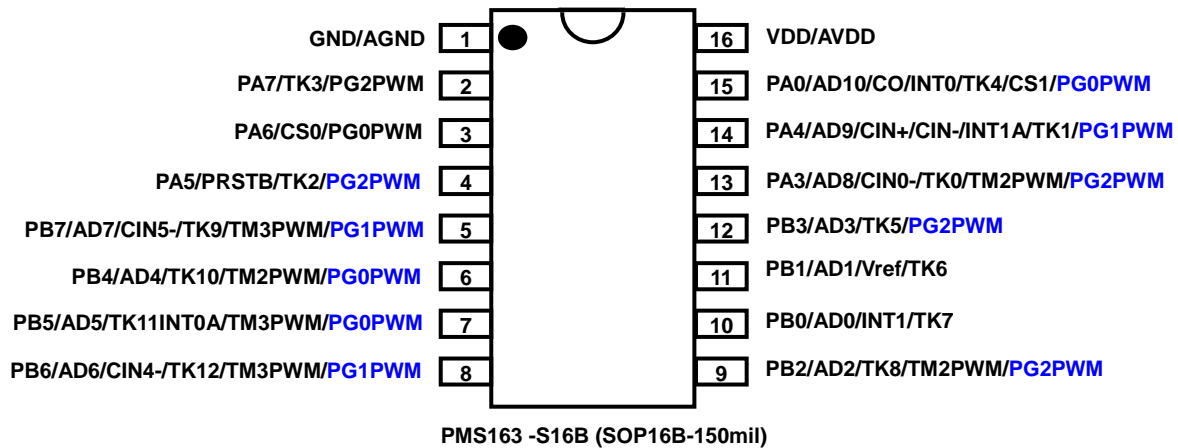 GND/AGND 1 16 VDD/AVDD
PA7/TK3/PG2PWM 2 15 PA0/AD10/CO/INT0/TK4/CS1/PG0PWM
PA6/CS0/PG0PWM 3 14 PA4/AD9/CIN+/CIN-/INT1A/TK1/PG1PWM
PA5/PRSTB/TK2/PG2PWM 4 13 PA3/AD8/CIN0-/TK0/TM2PWM/PG2PWM
PB7/AD7/CIN5-/TK9/TM3PWM/PG1PWM 5 12 PB3/AD3/TK5/PG2PWM
PB4/AD4/TK10/TM2PWM/PG0PWM 6 11 PB1/AD1/Vref/TK6
PB5/AD5/TK11INT0A/TM3PWM/PG0PWM 7 10 PB0/AD0/INT1/TK7
PB6/AD6/CIN4-/TK12/TM3PWM/PG1PWM 8 9 PB2/AD2/TK8/TM2PWM/PG2PWM
PMS163 -S16B (SOP16B-150mil)